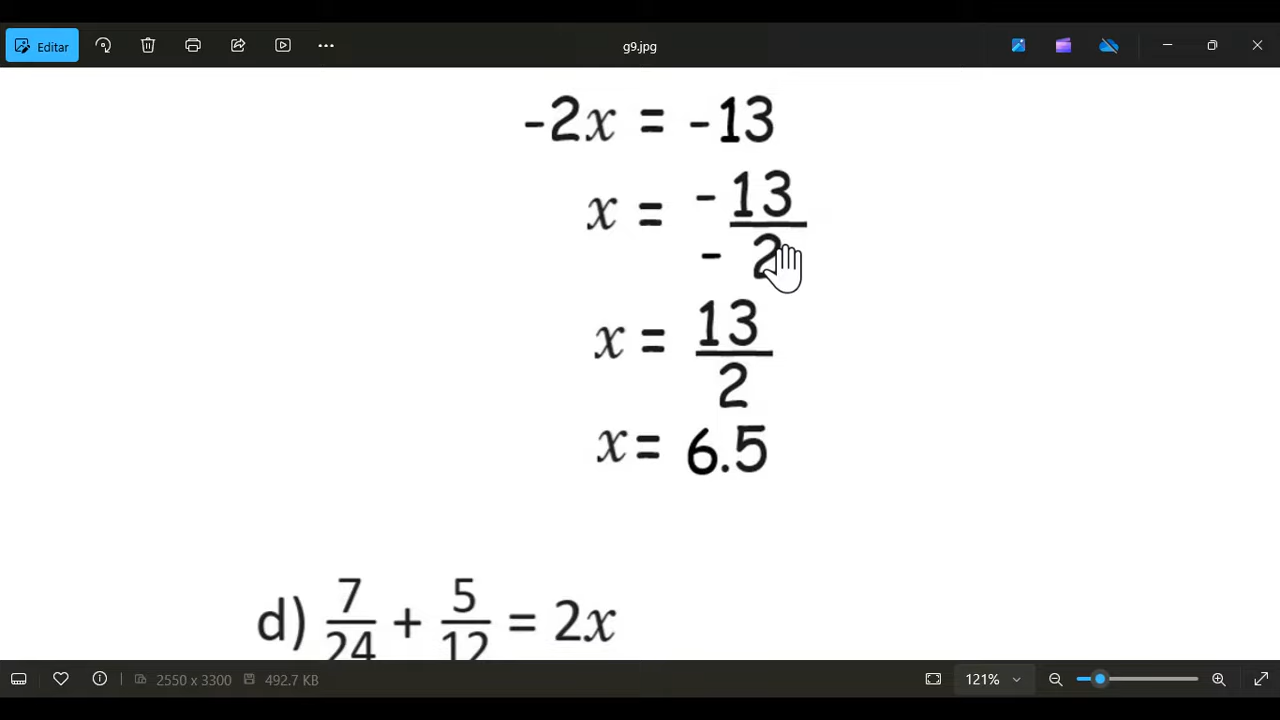 Editar
g9.jpg
-2x = -13
x = -13/-2
x = 13/2
x = 6.5
d) 7/24 + 5/12 = 2x
2550 x 3300
492.7 KB
121%